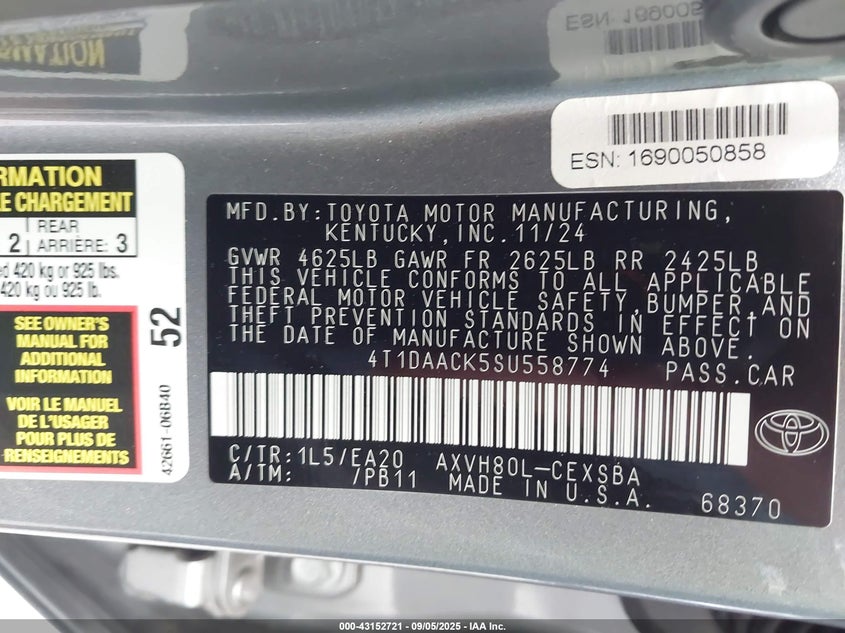 ESN: 1690050858
RMATION
E CHARGEMENT
REAR
2 ARRIÈRE: 3
ed 420 kg or 925 lbs.
420 kg ou 925 lb.
SEE OWNER'S
MANUAL FOR
ADDITIONAL
INFORMATION
VOIR LE MANUEL
DE L'USAGER
POUR PLUS DE
RENSEIGNEMENTS
52
42661-06840
MFD.BY:TOYOTA MOTOR MANUFACTURING,
KENTUCKY,INC.11/24
GVWR 4625LB GAWR FR 2625LB RR 2425LB
THIS VEHICLE CONFORMS TO ALL APPLICABLE
FEDERAL MOTOR VEHICLE SAFETY,BUMPER,AND
THEFT PREVENTION STANDARDS IN EFFECT ON
THE DATE OF MANUFACTURE SHOWN ABOVE.
4T1DAACK5SU558774 PASS.CAR
C/TR:1L5/EA20 AXVH80L-CEXSBA
A/TM: /PB11 MADE IN U.S.A.
68370
000-43152721 - 09/05/2025 - IAA Inc.